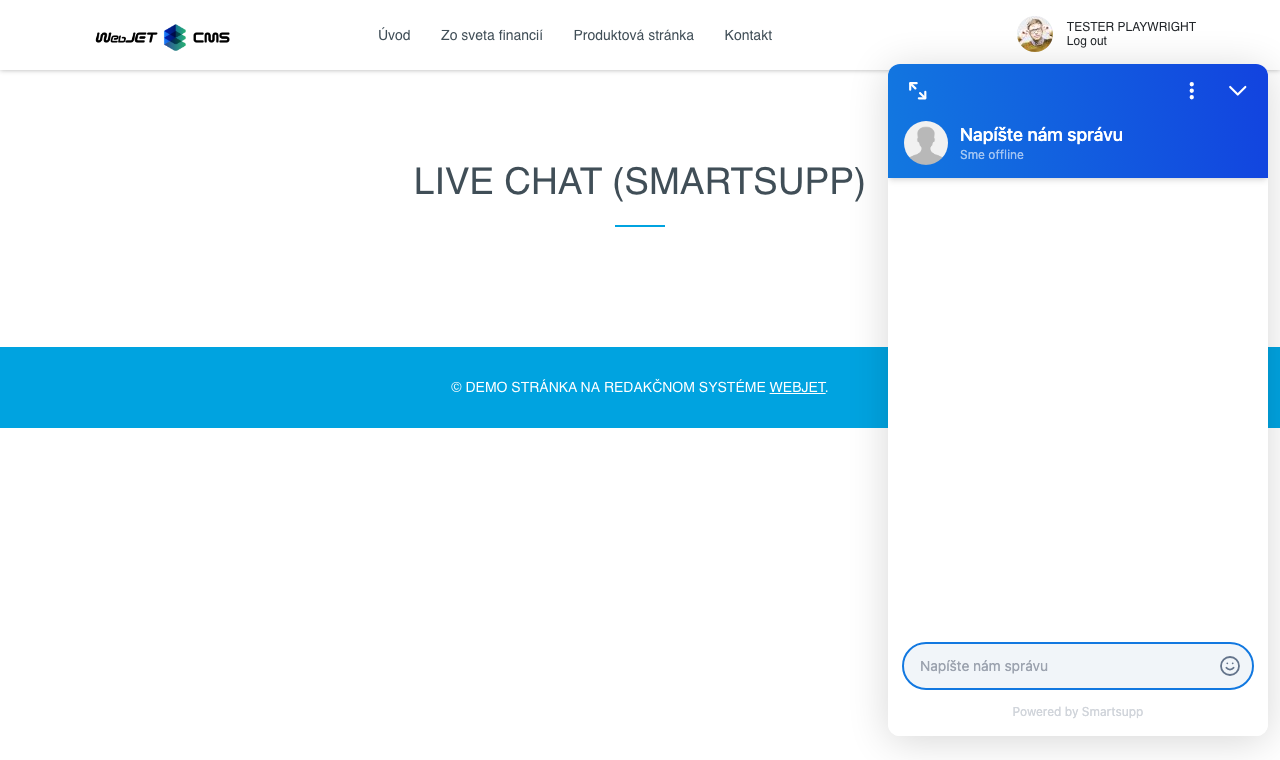 WebJET CMS
Úvod
Zo sveta financií
Produktová stránka
Kontakt
TESTER PLAYWRIGHT
Log out
Napíšte nám správu
Sme offline
LIVE CHAT (SMARTSUPP)
© DEMO STRÁNKA NA REDAKČNOM SYSTÉME WEBJET.
Napíšte nám správu
Powered by Smartsupp